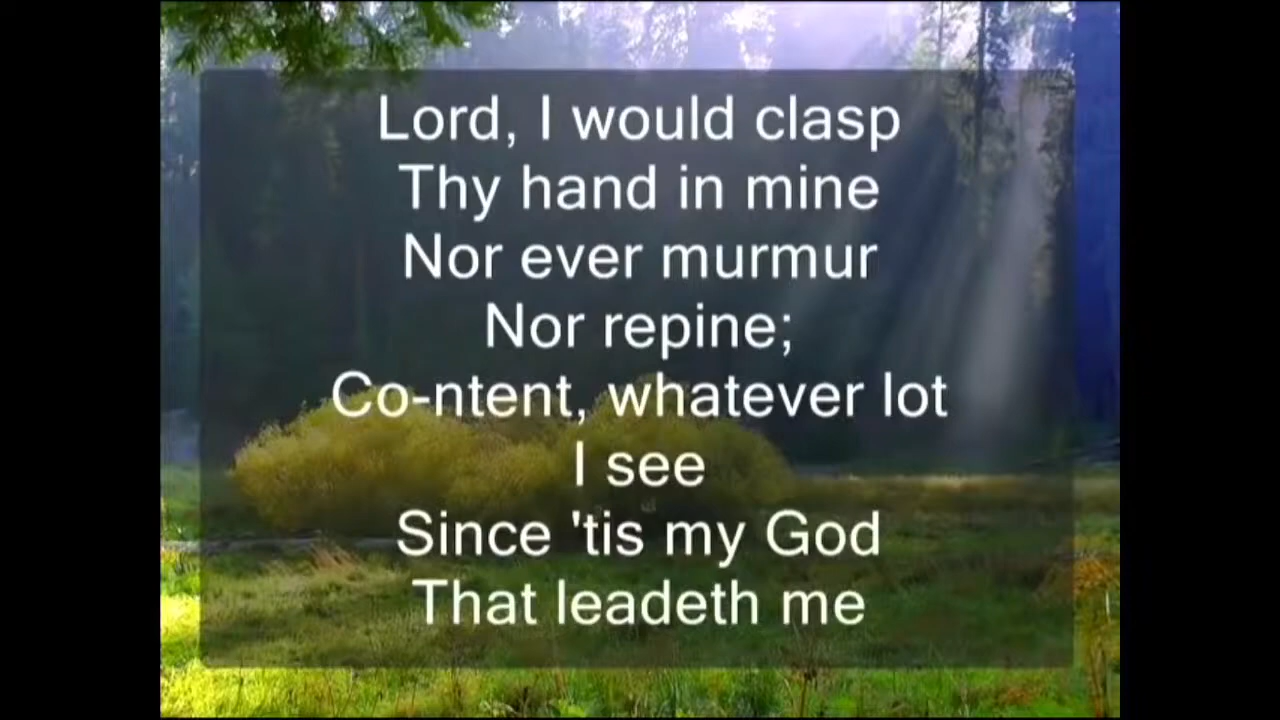 Lord, I would clasp
Thy hand in mine
Nor ever murmur
Nor repine;
Co-ntent, whatever lot
I see
Since 'tis my God
That leadeth me